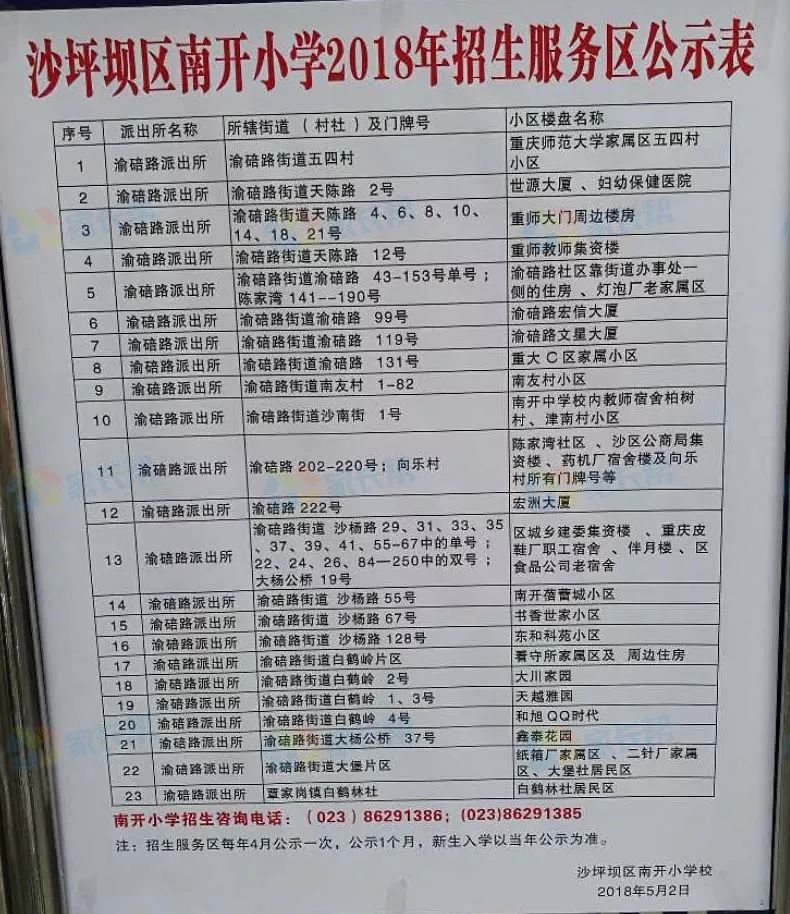 沙坪坝区南开小学2018年招生服务区公示表
序号 派出所名称 所辖街道（村社）及门牌号 小区楼盘名称
1 渝碚路派出所 渝碚路街道五四村 重庆师范大学家属区五四村
小区
2 渝碚路派出所 渝碚路街道天陈路 2号 世源大厦 、妇幼保健医院
3 渝碚路派出所 渝碚路街道天陈路 4、6、8、10、 重师大门周边楼房
14、18、21号
4 渝碚路派出所 渝碚路街道天陈路 12号 重师教师集资楼
5 渝碚路派出所 渝碚路街道渝碚路 43-153号单号； 渝碚路社区靠街道办事处一
陈家湾 141--190号 侧的住房 、灯泡厂老家属区
6 渝碚路派出所 渝碚路街道渝碚路 99号 渝碚路宏信大厦
7 渝碚路派出所 渝碚路街道渝碚路 119号 渝碚路文星大厦
8 渝碚路派出所 渝碚路街道渝碚路 131号 重大C区家属小区
9 渝碚路派出所 渝碚路街道南友村 1-82 南友村小区
10 渝碚路派出所 渝碚路街道沙南街 1号 南开中学校内教师宿舍柏树
村、津南村小区
11 渝碚路派出所 渝碚路 202-220号；向乐村 陈家湾社区 、沙区公商局集
资楼 、药机厂宿舍楼及向乐
村所有门牌号等
12 渝碚路派出所 渝碚路 222号 宏洲大厦
13 渝碚路派出所 渝碚路街道 沙杨路 29、31、33、35 区城乡建委集资楼 、重庆皮
、37、39、41、55-67中的单号； 鞋厂职工宿舍 、伴月楼 、区
22、24、26、84—250中的双号； 食品公司老宿舍
大杨公桥 19号
14 渝碚路派出所 渝碚路街道 沙杨路 55号 南开蓓蕾城小区
15 渝碚路派出所 渝碚路街道 沙杨路 67号 书香世家小区
16 渝碚路派出所 渝碚路街道 沙杨路 128号 东和科苑小区
17 渝碚路派出所 渝碚路街道白鹤岭片区 看守所家属区及 周边住房
18 渝碚路派出所 渝碚路街道白鹤岭 2号 大川家园
19 渝碚路派出所 渝碚路街道白鹤岭 1、3号 天越雅园
20 渝碚路派出所 渝碚路街道白鹤岭 4号 和旭QQ时代
21 渝碚路派出所 渝碚路街道大杨公桥 37号 鑫泰花园
22 渝碚路派出所 渝碚路街道大堡片区 纸箱厂家属区 、二针厂家属
区、大堡社居民区
23 渝碚路派出所 覃家岗镇白鹤林社 白鹤林社居民区
南开小学招生咨询电话：（023）86291386；(023)86291385
注：招生服务区每年4月公示一次，公示1个月，新生入学以当年公示为准。
沙坪坝区南开小学校
2018年5月2日